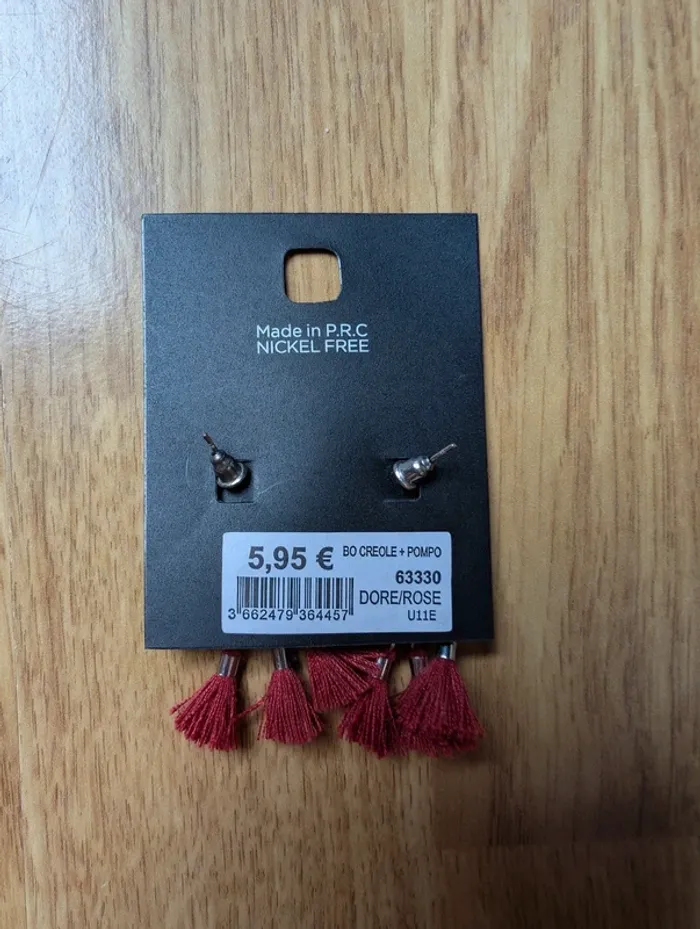 Made in P.R.C
NICKEL FREE
5,95 €
BO CREOLE + POMPO
63330
DORE/ROSE
U11E
3 662479 364457